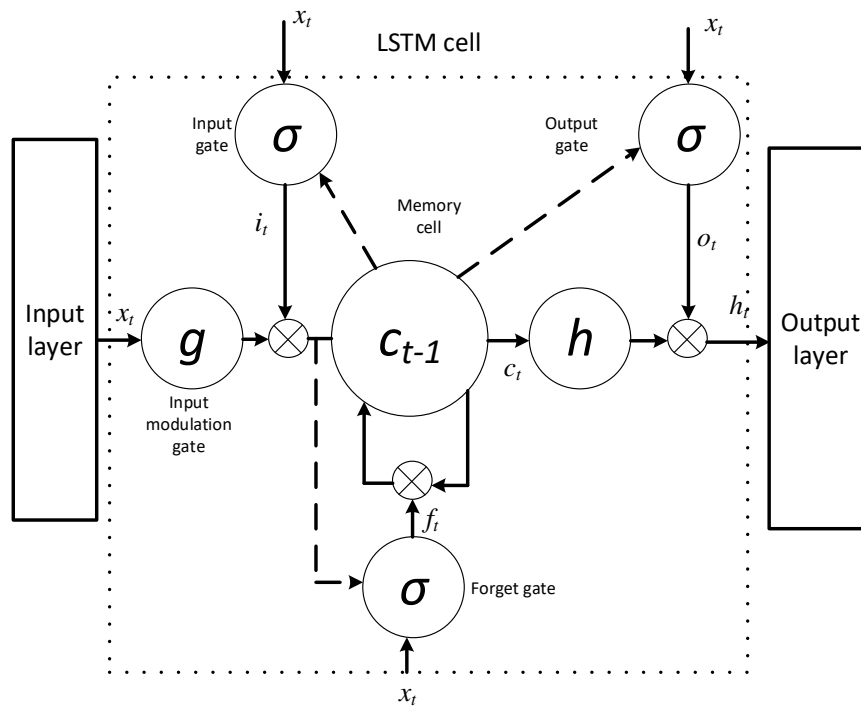 x_t
LSTM cell
x_t
Input
gate
σ
Output
gate
σ
Memory
cell
i_t
o_t
Input
layer
x_t
g
c_{t-1}
c_t
h
h_t
Output
layer
Input
modulation
gate
f_t
σ
Forget gate
x_t